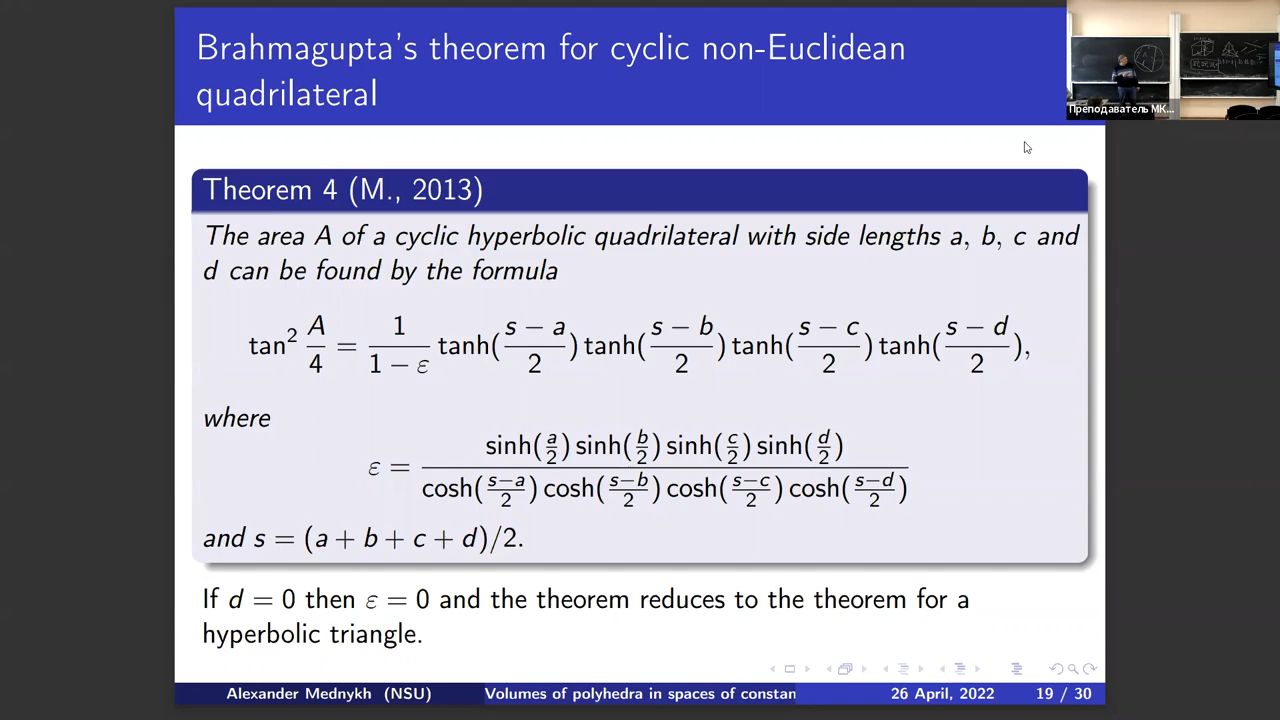 Brahmagupta's theorem for cyclic non-Euclidean
quadrilateral
Преподаватель МК...
Theorem 4 (M., 2013)
The area A of a cyclic hyperbolic quadrilateral with side lengths a, b, c and
d can be found by the formula
tan² A/4 = 1/(1 − ε) tanh((s − a)/2) tanh((s − b)/2) tanh((s − c)/2) tanh((s − d)/2),
where
ε = sinh(a/2) sinh(b/2) sinh(c/2) sinh(d/2) / cosh((s−a)/2) cosh((s−b)/2) cosh((s−c)/2) cosh((s−d)/2)
and s = (a + b + c + d)/2.
If d = 0 then ε = 0 and the theorem reduces to the theorem for a
hyperbolic triangle.
Alexander Mednykh (NSU) Volumes of polyhedra in spaces of constan 26 April, 2022 19 / 30